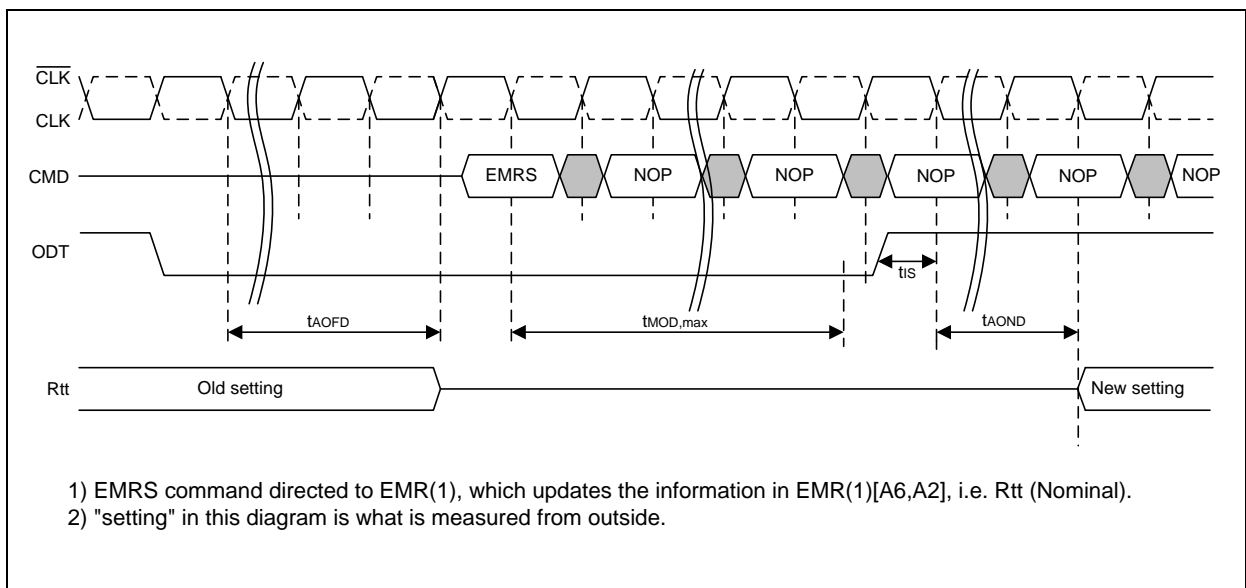 CLK
CLK
CMD EMRS NOP NOP NOP NOP NOP
ODT
tIS
tAOFD tMOD,max tAOND
Rtt Old setting New setting
1) EMRS command directed to EMR(1), which updates the information in EMR(1)[A6,A2], i.e. Rtt (Nominal).
2) "setting" in this diagram is what is measured from outside.